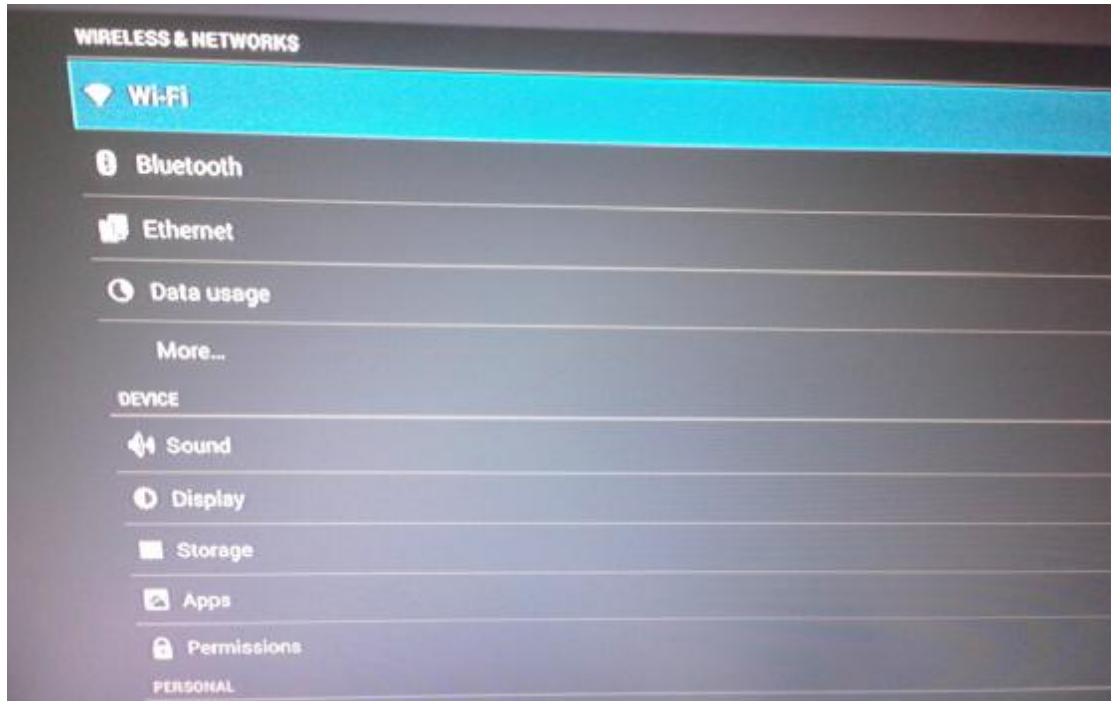 WIRELESS & NETWORKS
Wi-Fi
Bluetooth
Ethernet
Data usage
More...
DEVICE
Sound
Display
Storage
Apps
Permissions
PERSONAL